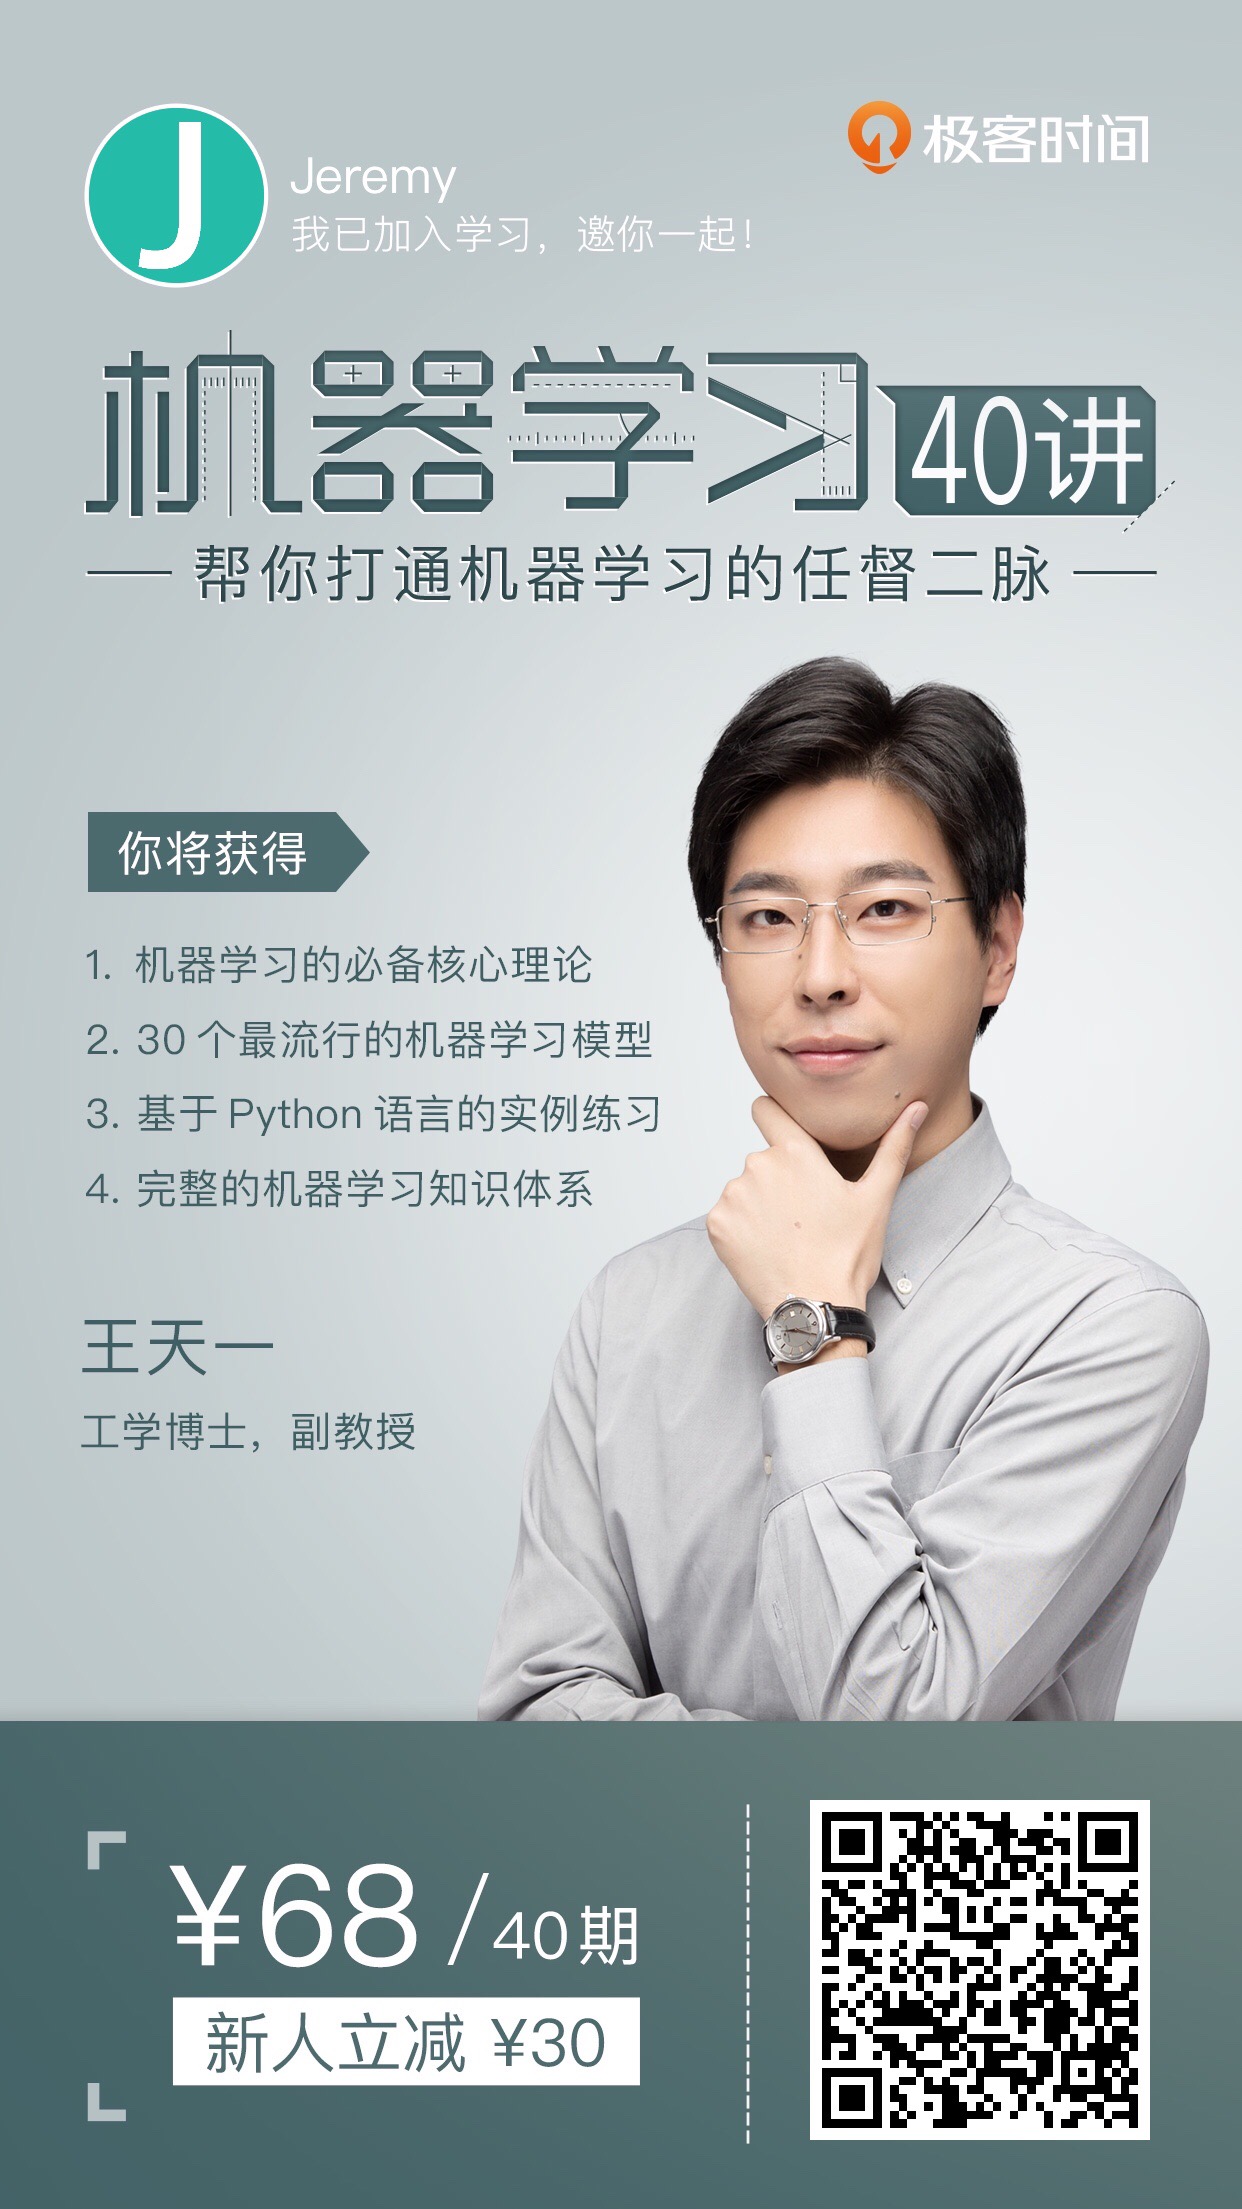 J
Jeremy
我已加入学习，邀你一起！
极客时间
机器学习 40讲
帮你打通机器学习的任督二脉
你将获得
1. 机器学习的必备核心理论
2. 30 个最流行的机器学习模型
3. 基于 Python 语言的实例练习
4. 完整的机器学习知识体系
王天一
工学博士，副教授
¥68 / 40 期
新人立减 ¥30